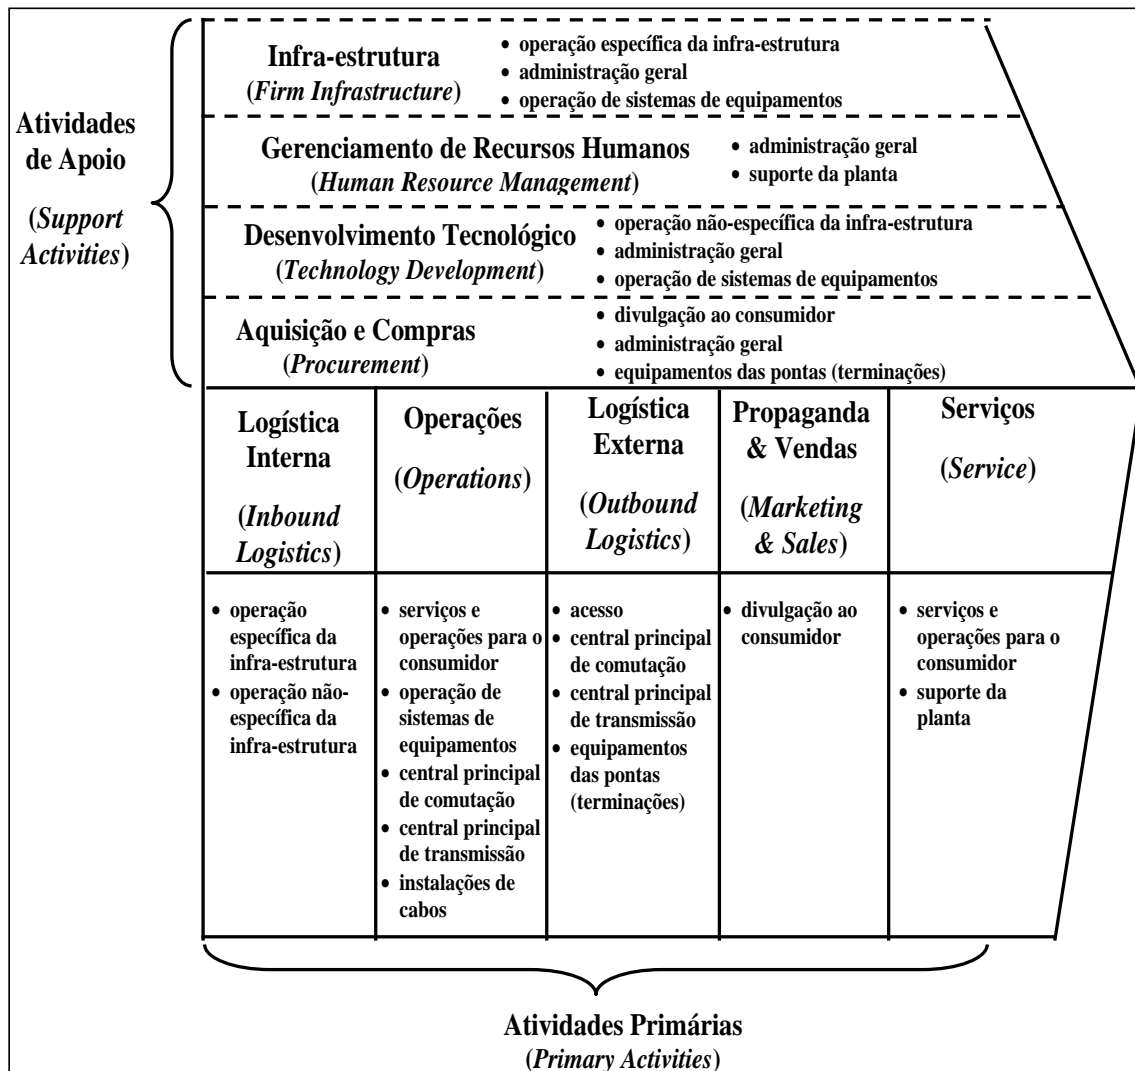 Atividades
de Apoio
(Support
Activities)
Infra-estrutura
(Firm Infrastructure)
• operação específica da infra-estrutura
• administração geral
• operação de sistemas de equipamentos
Gerenciamento de Recursos Humanos
(Human Resource Management)
• administração geral
• suporte da planta
Desenvolvimento Tecnológico
(Technology Development)
• operação não-específica da infra-estrutura
• administração geral
• operação de sistemas de equipamentos
Aquisição e Compras
(Procurement)
• divulgação ao consumidor
• administração geral
• equipamentos das pontas (terminações)
Logística
Interna
(Inbound
Logistics)
Operações
(Operations)
Logística
Externa
(Outbound
Logistics)
Propaganda
& Vendas
(Marketing
& Sales)
Serviços
(Service)
• operação
específica da
infra-estrutura
• operação não-
específica da
infra-estrutura
• serviços e
operações para o
consumidor
• operação de
sistemas de
equipamentos
• central principal
de comutação
• central principal
de transmissão
• instalações de
cabos
• acesso
• central principal
de comutação
• central principal
de transmissão
• equipamentos
das pontas
(terminações)
• divulgação ao
consumidor
• serviços e
operações para o
consumidor
• suporte da
planta
Atividades Primárias
(Primary Activities)